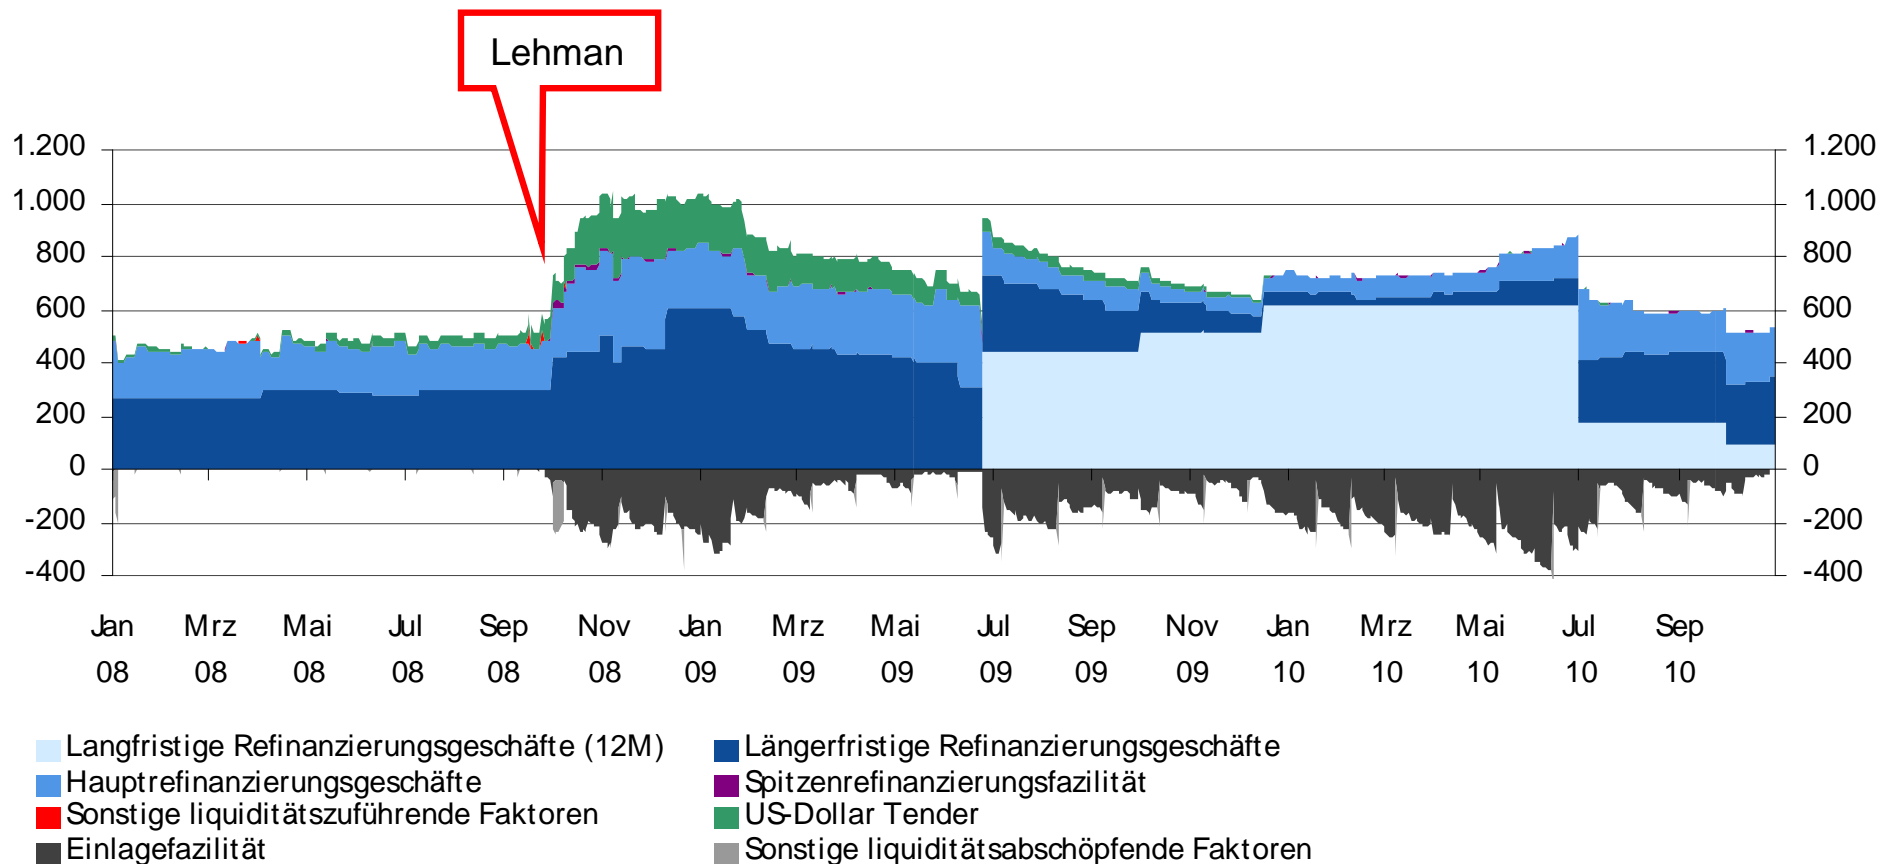 Lehman
1.200 1.200
1.000 1.000
800 800
600 600
400 400
200 200
0 0
-200 -200
-400 -400
Jan Mrz Mai Jul Sep Nov Jan Mrz Mai Jul Sep Nov Jan Mrz Mai Jul Sep
08 08 08 08 08 08 09 09 09 09 09 09 10 10 10 10 10
Langfristige Refinanzierungsgeschäfte (12M) Längerfristige Refinanzierungsgeschäfte
Hauptrefinanzierungsgeschäfte Spitzenrefinanzierungsfazilität
Sonstige liquiditätszuführende Faktoren US-Dollar Tender
Einlagefazilität Sonstige liquiditätsabschöpfende Faktoren